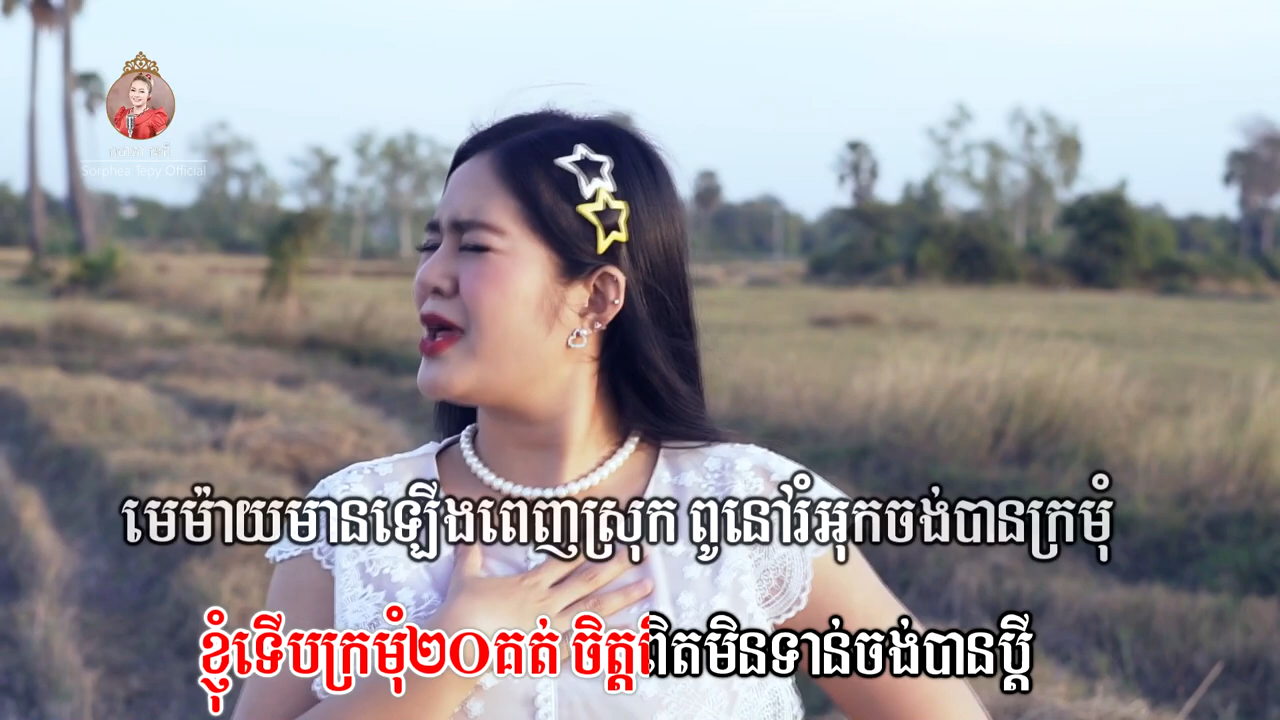 Sorphea Tepy Official
មេម៉ាយមានឡើងពេញស្រុក ពូនៅរំអុកចង់បានក្រមុំ
ខ្ញុំទើបក្រមុំ២០គត់ ចិត្តពិតមិនទាន់ចង់បានប្ដី